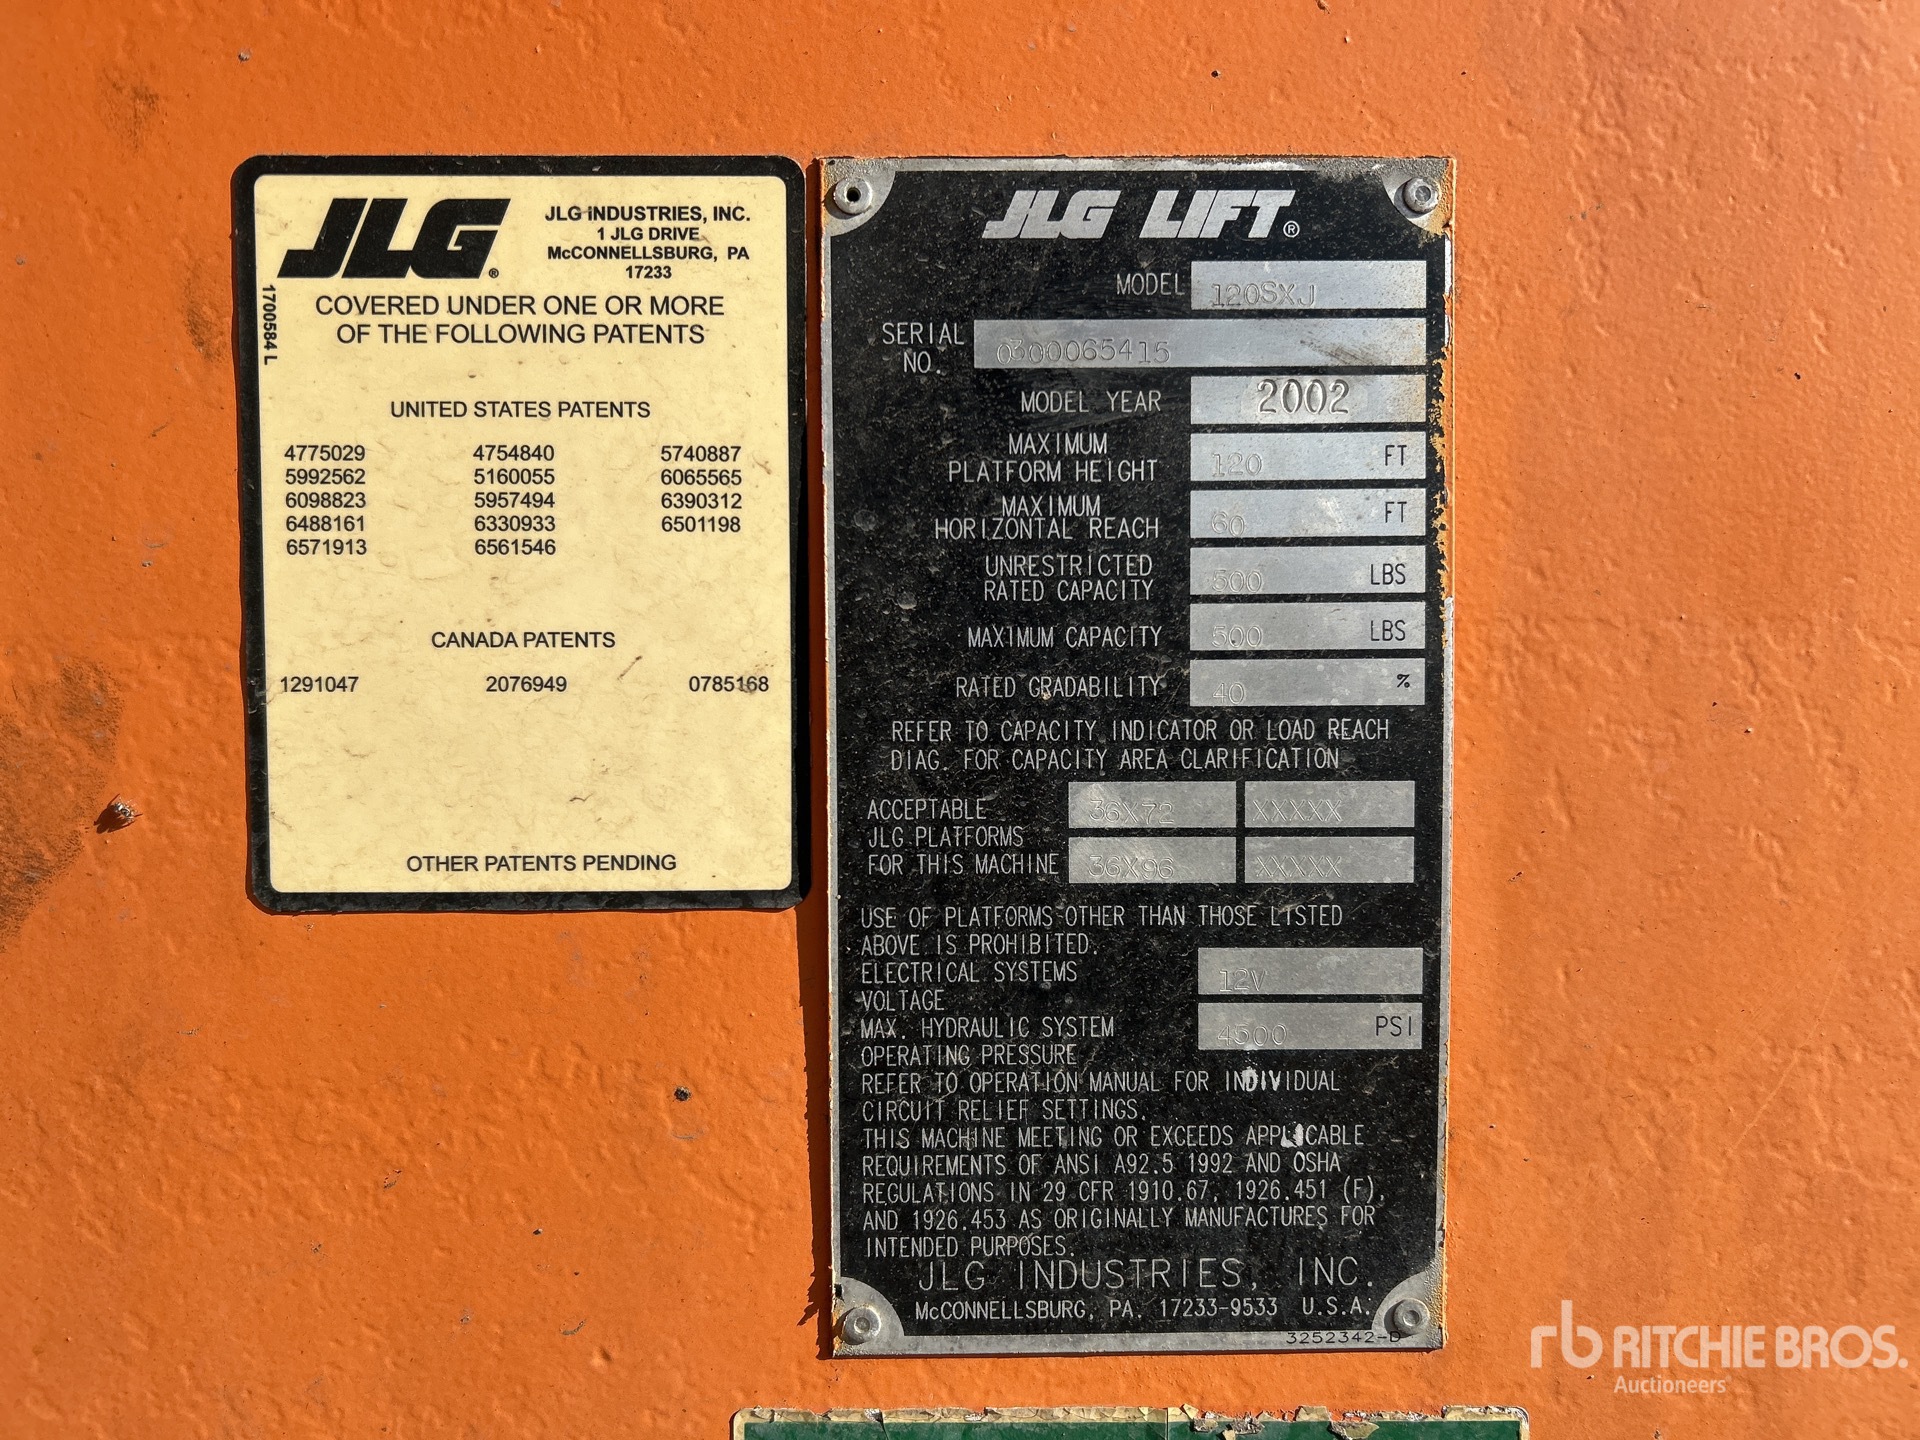 JLG®
JLG INDUSTRIES, INC.
1 JLG DRIVE
McCONNELLSBURG, PA
17233
1700584 L
COVERED UNDER ONE OR MORE
OF THE FOLLOWING PATENTS
UNITED STATES PATENTS
4775029 4754840 5740887
5992562 5160055 6065565
6098823 5957494 6390312
6488161 6330933 6501198
6571913 6561546
CANADA PATENTS
1291047 2076949 0785168
OTHER PATENTS PENDING
JLG LIFT®
MODEL 120SXJ
SERIAL NO. 0300065415
MODEL YEAR 2002
MAXIMUM
PLATFORM HEIGHT 120 FT
MAXIMUM
HORIZONTAL REACH 60 FT
UNRESTRICTED
RATED CAPACITY 500 LBS
MAXIMUM CAPACITY 500 LBS
RATED GRADABILITY 40 %
REFER TO CAPACITY INDICATOR OR LOAD REACH
DIAG. FOR CAPACITY AREA CLARIFICATION
ACCEPTABLE 36X72 XXXXX
JLG PLATFORMS
FOR THIS MACHINE 36X96 XXXXX
USE OF PLATFORMS OTHER THAN THOSE LISTED
ABOVE IS PROHIBITED.
ELECTRICAL SYSTEMS 12V
VOLTAGE
MAX. HYDRAULIC SYSTEM 4500 PSI
OPERATING PRESSURE
REFER TO OPERATION MANUAL FOR INDIVIDUAL
CIRCUIT RELIEF SETTINGS.
THIS MACHINE MEETING OR EXCEEDS APPLICABLE
REQUIREMENTS OF ANSI A92.5 1992 AND OSHA
REGULATIONS IN 29 CFR 1910.67, 1926.451 (F),
AND 1926.453 AS ORIGINALLY MANUFACTURES FOR
INTENDED PURPOSES.
JLG INDUSTRIES, INC.
McCONNELLSBURG, PA. 17233-9533 U.S.A.
3252342-D
rb RITCHIE BROS.
Auctioneers